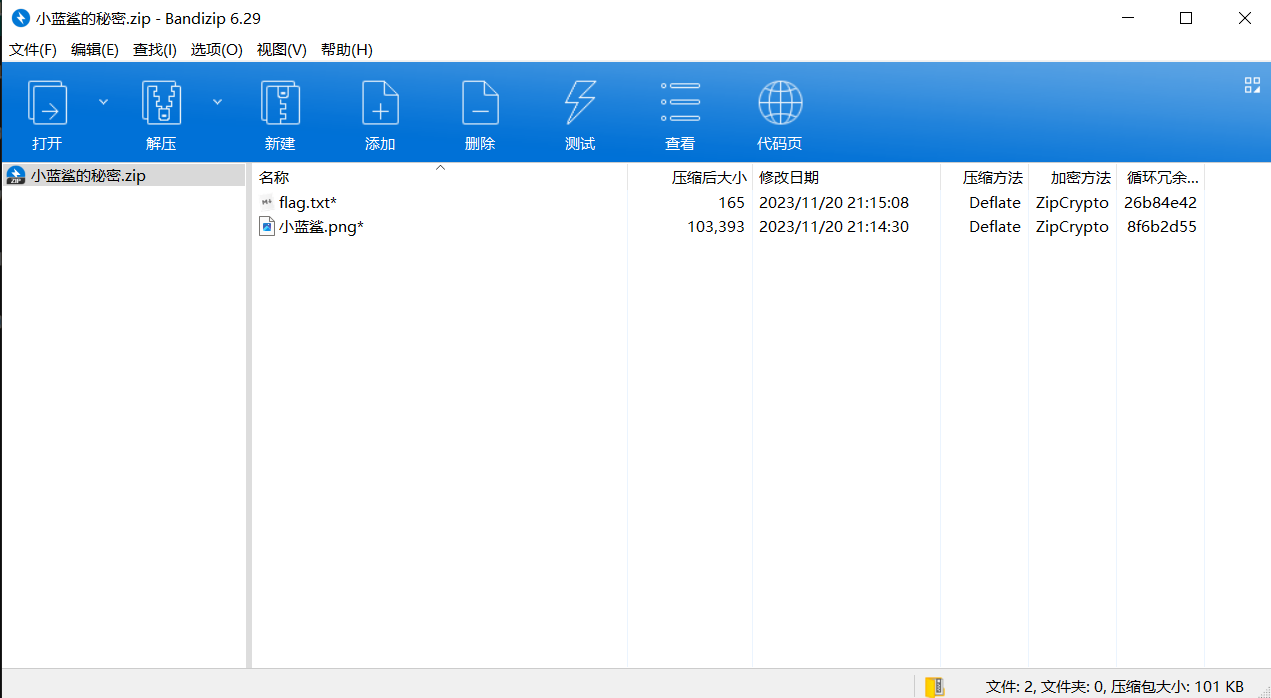 小蓝鲨的秘密.zip - Bandizip 6.29
文件(F) 编辑(E) 查找(I) 选项(O) 视图(V) 帮助(H)
打开 解压 新建 添加 删除 测试 查看 代码页
小蓝鲨的秘密.zip
名称 压缩后大小 修改日期 压缩方法 加密方法 循环冗余...
flag.txt* 165 2023/11/20 21:15:08 Deflate ZipCrypto 26b84e42
小蓝鲨.png* 103,393 2023/11/20 21:14:30 Deflate ZipCrypto 8f6b2d55
文件: 2, 文件夹: 0, 压缩包大小: 101 KB